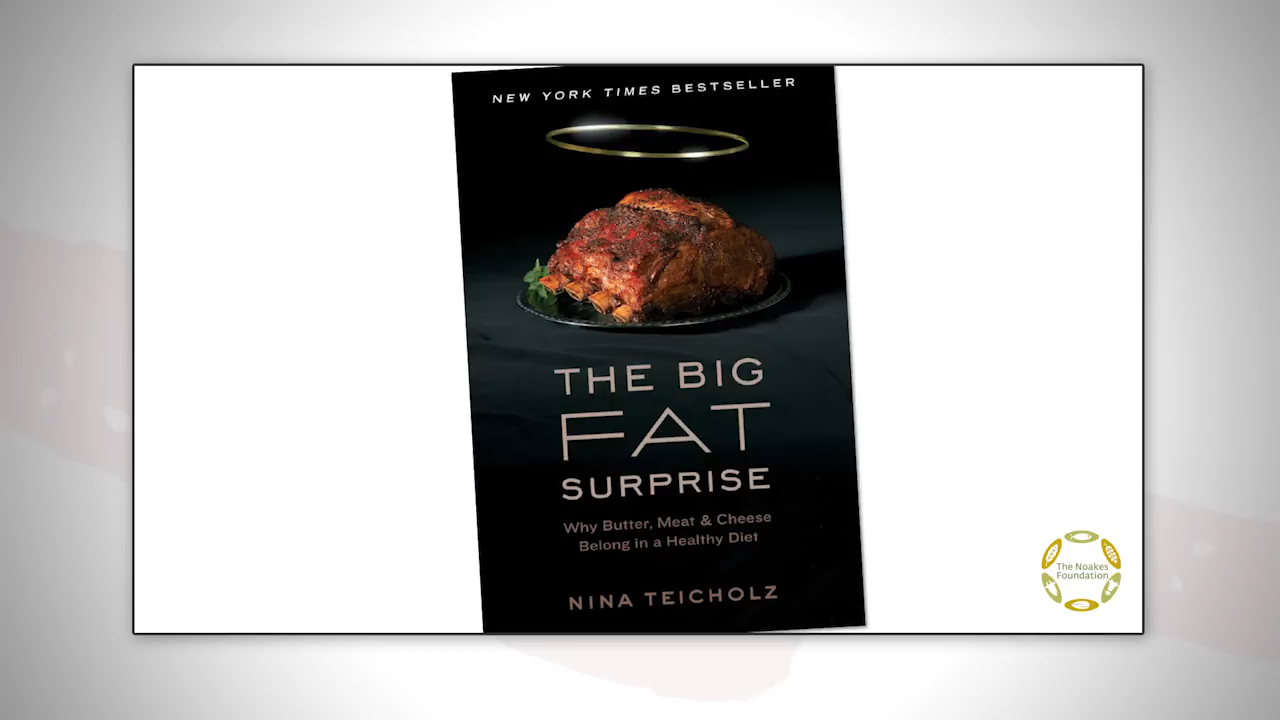 NEW YORK TIMES BESTSELLER
THE BIG
FAT
SURPRISE
Why Butter, Meat & Cheese
Belong in a Healthy Diet
NINA TEICHOLZ
The Noakes
Foundation